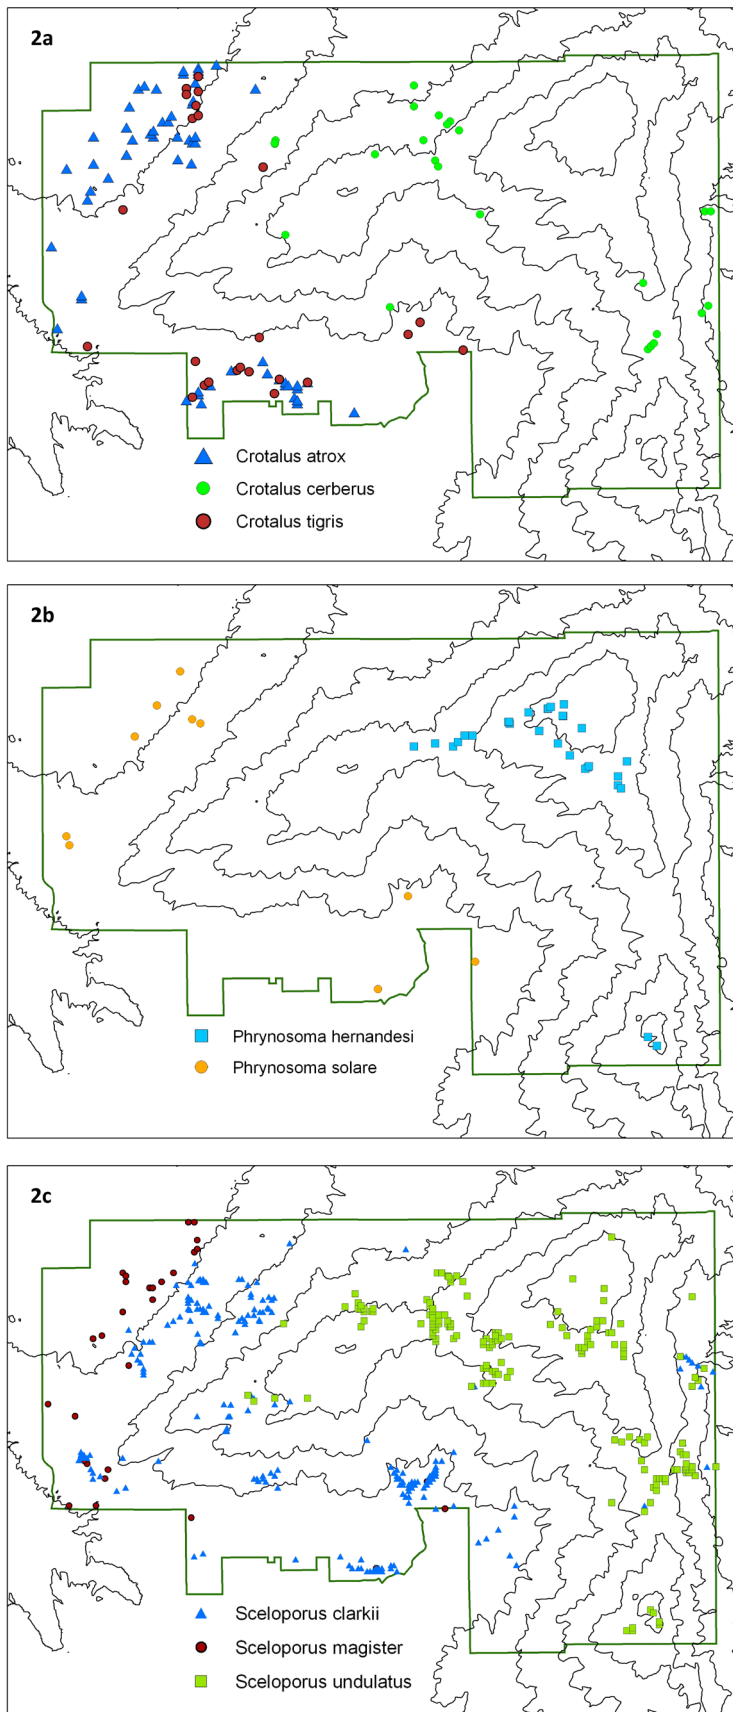 2a
Crotalus atrox
Crotalus cerberus
Crotalus tigris
2b
Phrynosoma hernandesi
Phrynosoma solare
2c
Sceloporus clarkii
Sceloporus magister
Sceloporus undulatus